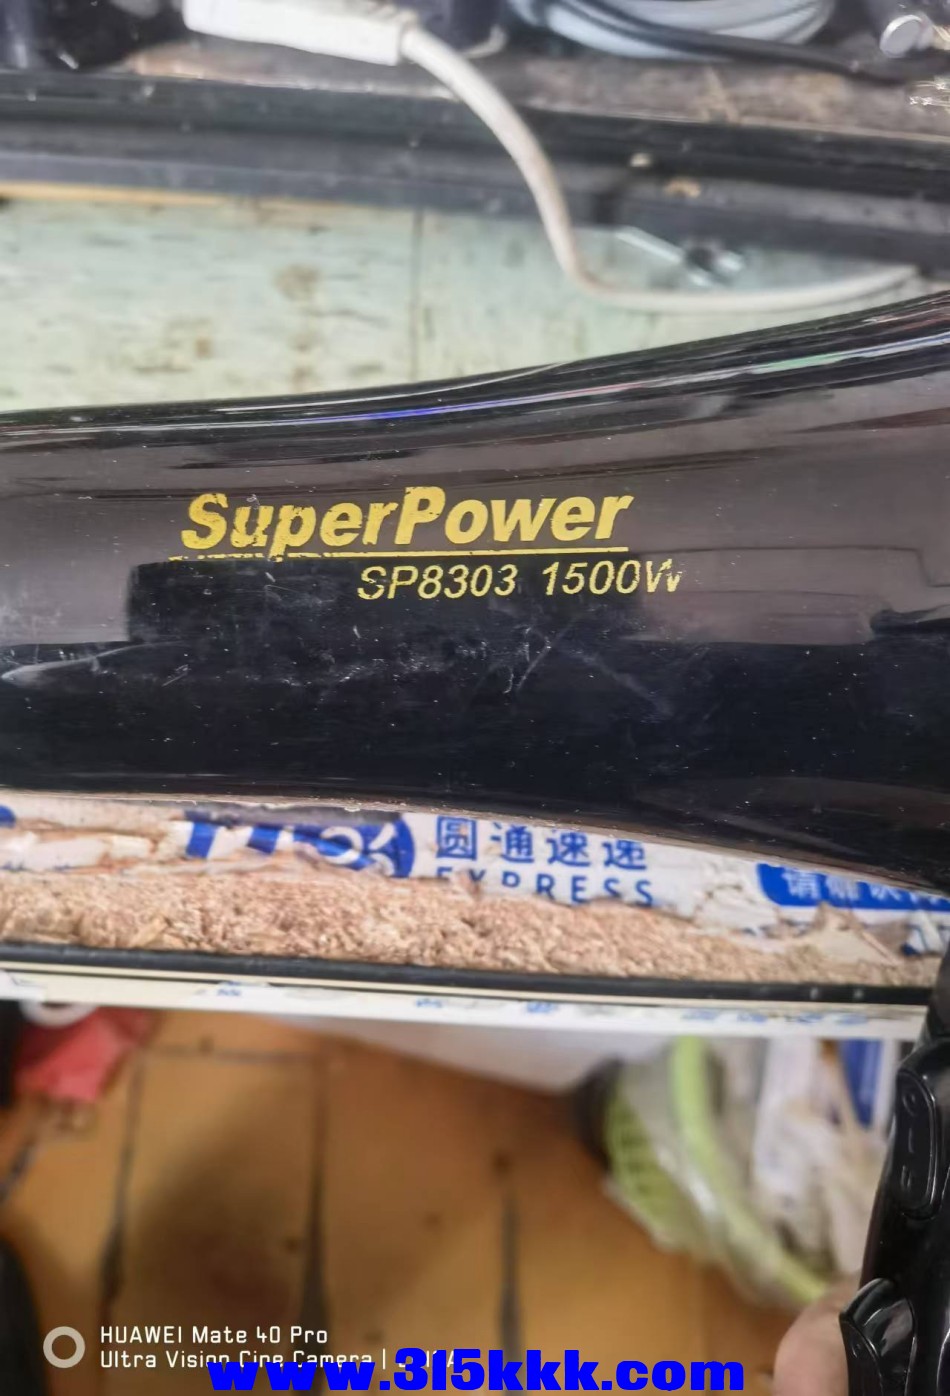 SuperPower
SP8303 1500W
圆通速递
EXPRESS
HUAWEI Mate 40 Pro
Ultra Vision Cine Camera |
www.315kkk.com